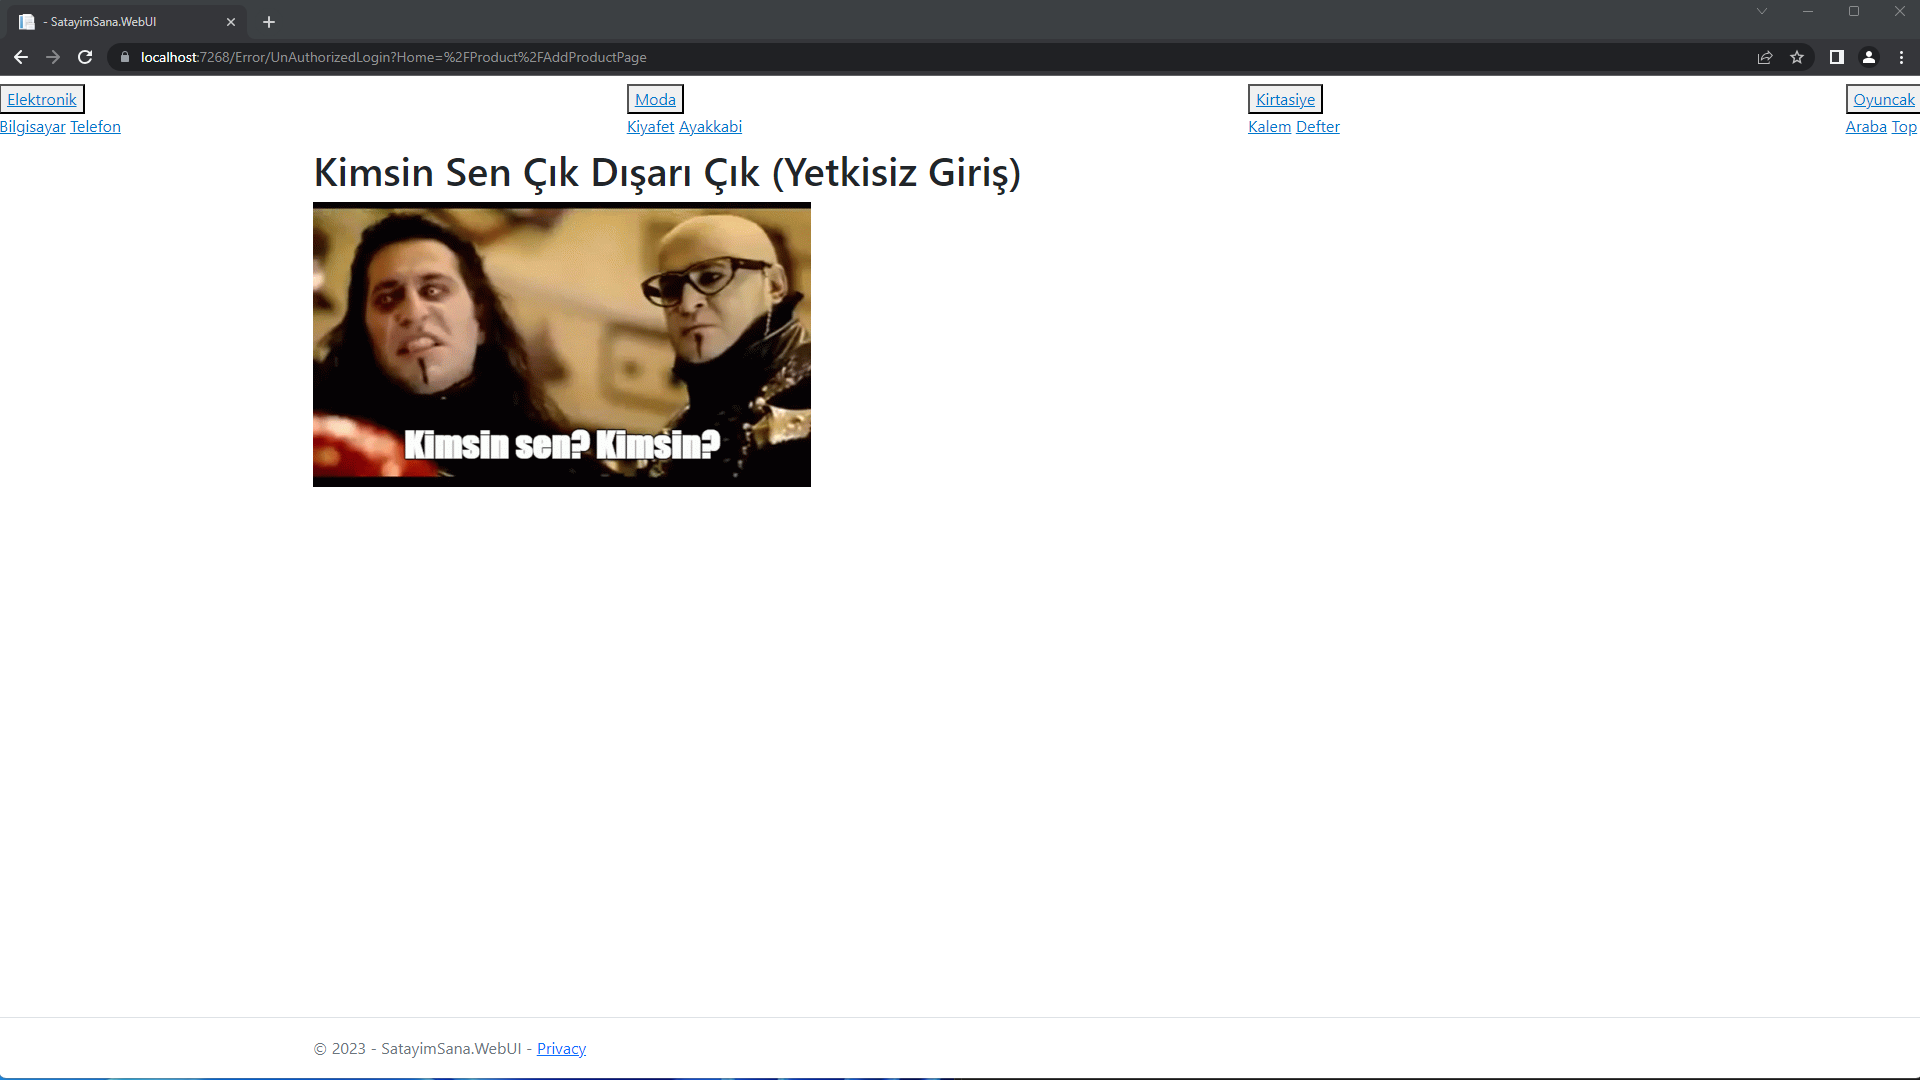 - SatayimSana.WebUI
localhost:7268/Error/UnAuthorizedLogin?Home=%2FProduct%2FAddProductPage
Elektronik Moda Kirtasiye Oyuncak
Bilgisayar Telefon Kiyafet Ayakkabi Kalem Defter Araba Top
Kimsin Sen Çık Dışarı Çık (Yetkisiz Giriş)
Kimsin sen? Kimsin?
© 2023 - SatayimSana.WebUI - Privacy